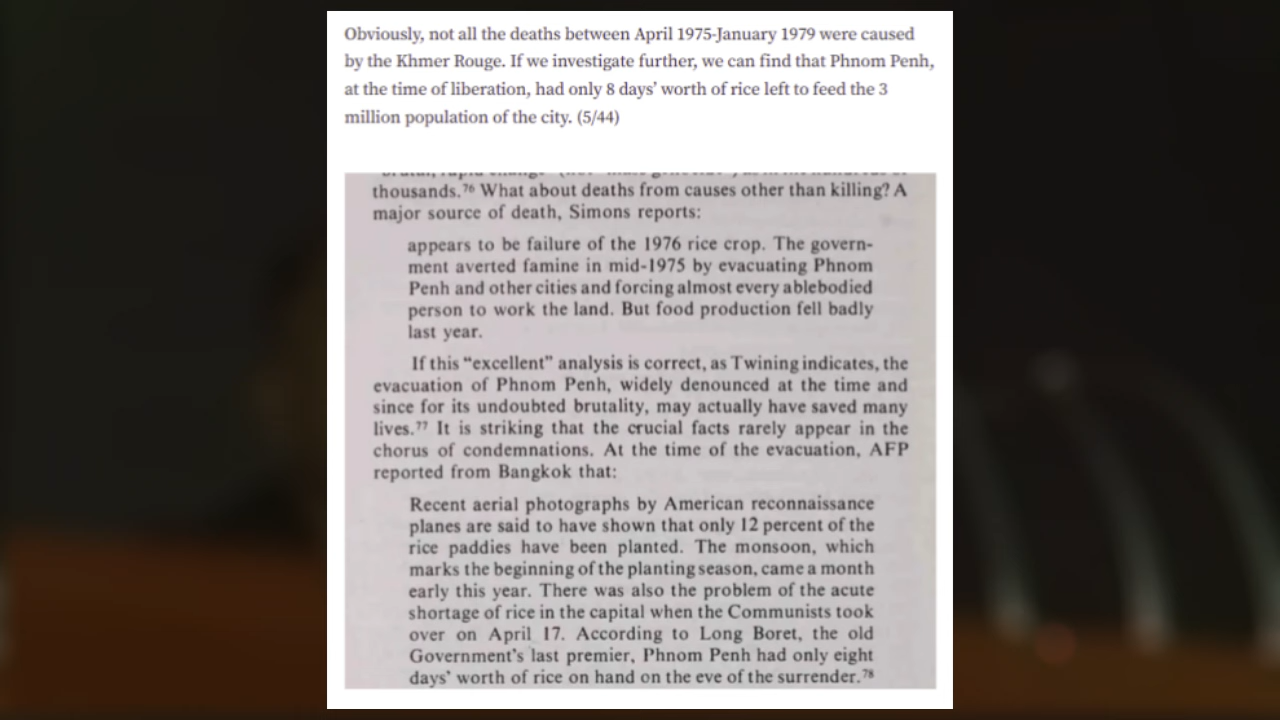 Obviously, not all the deaths between April 1975-January 1979 were caused
by the Khmer Rouge. If we investigate further, we can find that Phnom Penh,
at the time of liberation, had only 8 days' worth of rice left to feed the 3
million population of the city. (5/44)
thousands.76 What about deaths from causes other than killing? A
major source of death, Simons reports:
appears to be failure of the 1976 rice crop. The govern-
ment averted famine in mid-1975 by evacuating Phnom
Penh and other cities and forcing almost every ablebodied
person to work the land. But food production fell badly
last year.
If this “excellent” analysis is correct, as Twining indicates, the
evacuation of Phnom Penh, widely denounced at the time and
since for its undoubted brutality, may actually have saved many
lives.77 It is striking that the crucial facts rarely appear in the
chorus of condemnations. At the time of the evacuation, AFP
reported from Bangkok that:
Recent aerial photographs by American reconnaissance
planes are said to have shown that only 12 percent of the
rice paddies have been planted. The monsoon, which
marks the beginning of the planting season, came a month
early this year. There was also the problem of the acute
shortage of rice in the capital when the Communists took
over on April 17. According to Long Boret, the old
Government's last premier, Phnom Penh had only eight
days' worth of rice on hand on the eve of the surrender.78